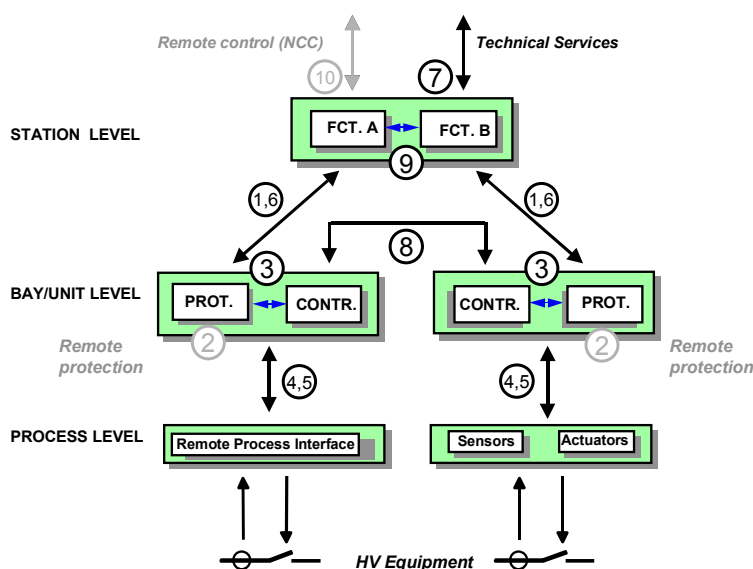 Remote control (NCC)
Technical Services
10
7
FCT. A
FCT. B
STATION LEVEL
9
1,6
1,6
8
3
3
BAY/UNIT LEVEL
PROT.
CONTR.
CONTR.
PROT.
2
2
Remote
protection
Remote
protection
4,5
4,5
PROCESS LEVEL
Remote Process Interface
Sensors
Actuators
HV Equipment